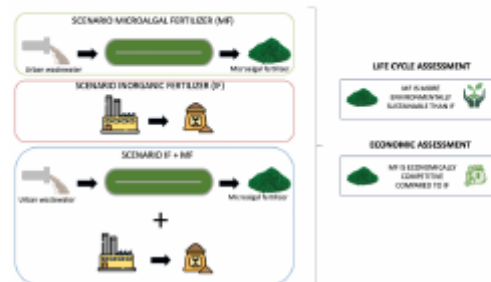 SCENARIO MICROALGAL FERTILIZER (MF)
Urban wastewater
Microalgal fertilizer
SCENARIO INORGANIC FERTILIZER (IF)
SCENARIO IF + MF
Urban wastewater
Microalgal fertilizer
+
LIFE CYCLE ASSESSMENT
MF IS MORE
ENVIRONMENTALLY
SUSTAINABLE THAN IF
ECONOMIC ASSESSMENT
MF IS ECONOMICALLY
COMPETITIVE
COMPARED TO IF